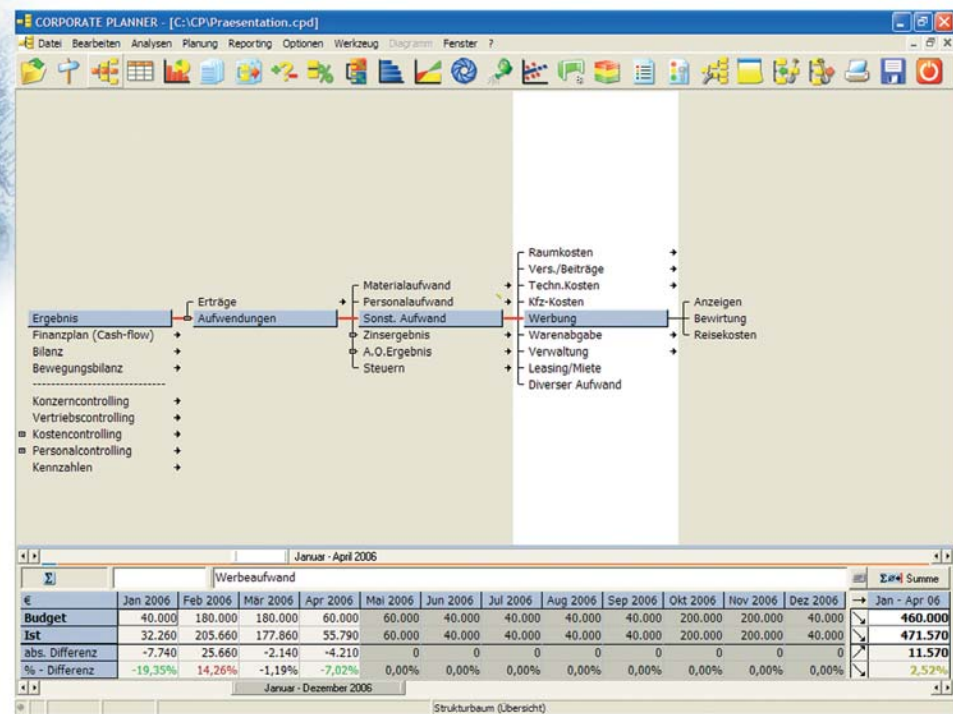 CORPORATE PLANNER - [C:\CP\Praesentation.cpd]
Datei Bearbeiten Analysen Planung Reporting Optionen Werkzeug Diagramm Fenster ?
Raumkosten
Vers./Beiträge
Materialaufwand Techn.Kosten
Erträge Personalaufwand Kfz-Kosten Anzeigen
Ergebnis Aufwendungen Sonst. Aufwand Werbung Bewirtung
Finanzplan (Cash-flow) Zinsergebnis Warenabgabe Reisekosten
Bilanz A.O.Ergebnis Verwaltung
Bewegungsbilanz Steuern Leasing/Miete
Diverser Aufwand
------------------------------
Konzerncontrolling
Vertriebscontrolling
Kostencontrolling
Personalcontrolling
Kennzahlen
Januar - April 2006
Σ Werbeaufwand Σ Summe
€ Jan 2006 Feb 2006 Mär 2006 Apr 2006 Mai 2006 Jun 2006 Jul 2006 Aug 2006 Sep 2006 Okt 2006 Nov 2006 Dez 2006 → Jan - Apr 06
Budget 40.000 180.000 180.000 60.000 60.000 40.000 40.000 40.000 40.000 200.000 200.000 40.000 460.000
Ist 32.260 205.660 177.860 55.790 60.000 40.000 40.000 40.000 40.000 200.000 200.000 40.000 471.570
abs. Differenz -7.740 25.660 -2.140 -4.210 0 0 0 0 0 0 0 0 11.570
% - Differenz -19,35% 14,26% -1,19% -7,02% 0,00% 0,00% 0,00% 0,00% 0,00% 0,00% 0,00% 0,00% 2,52%
Januar - Dezember 2006
Strukturbaum (Übersicht)